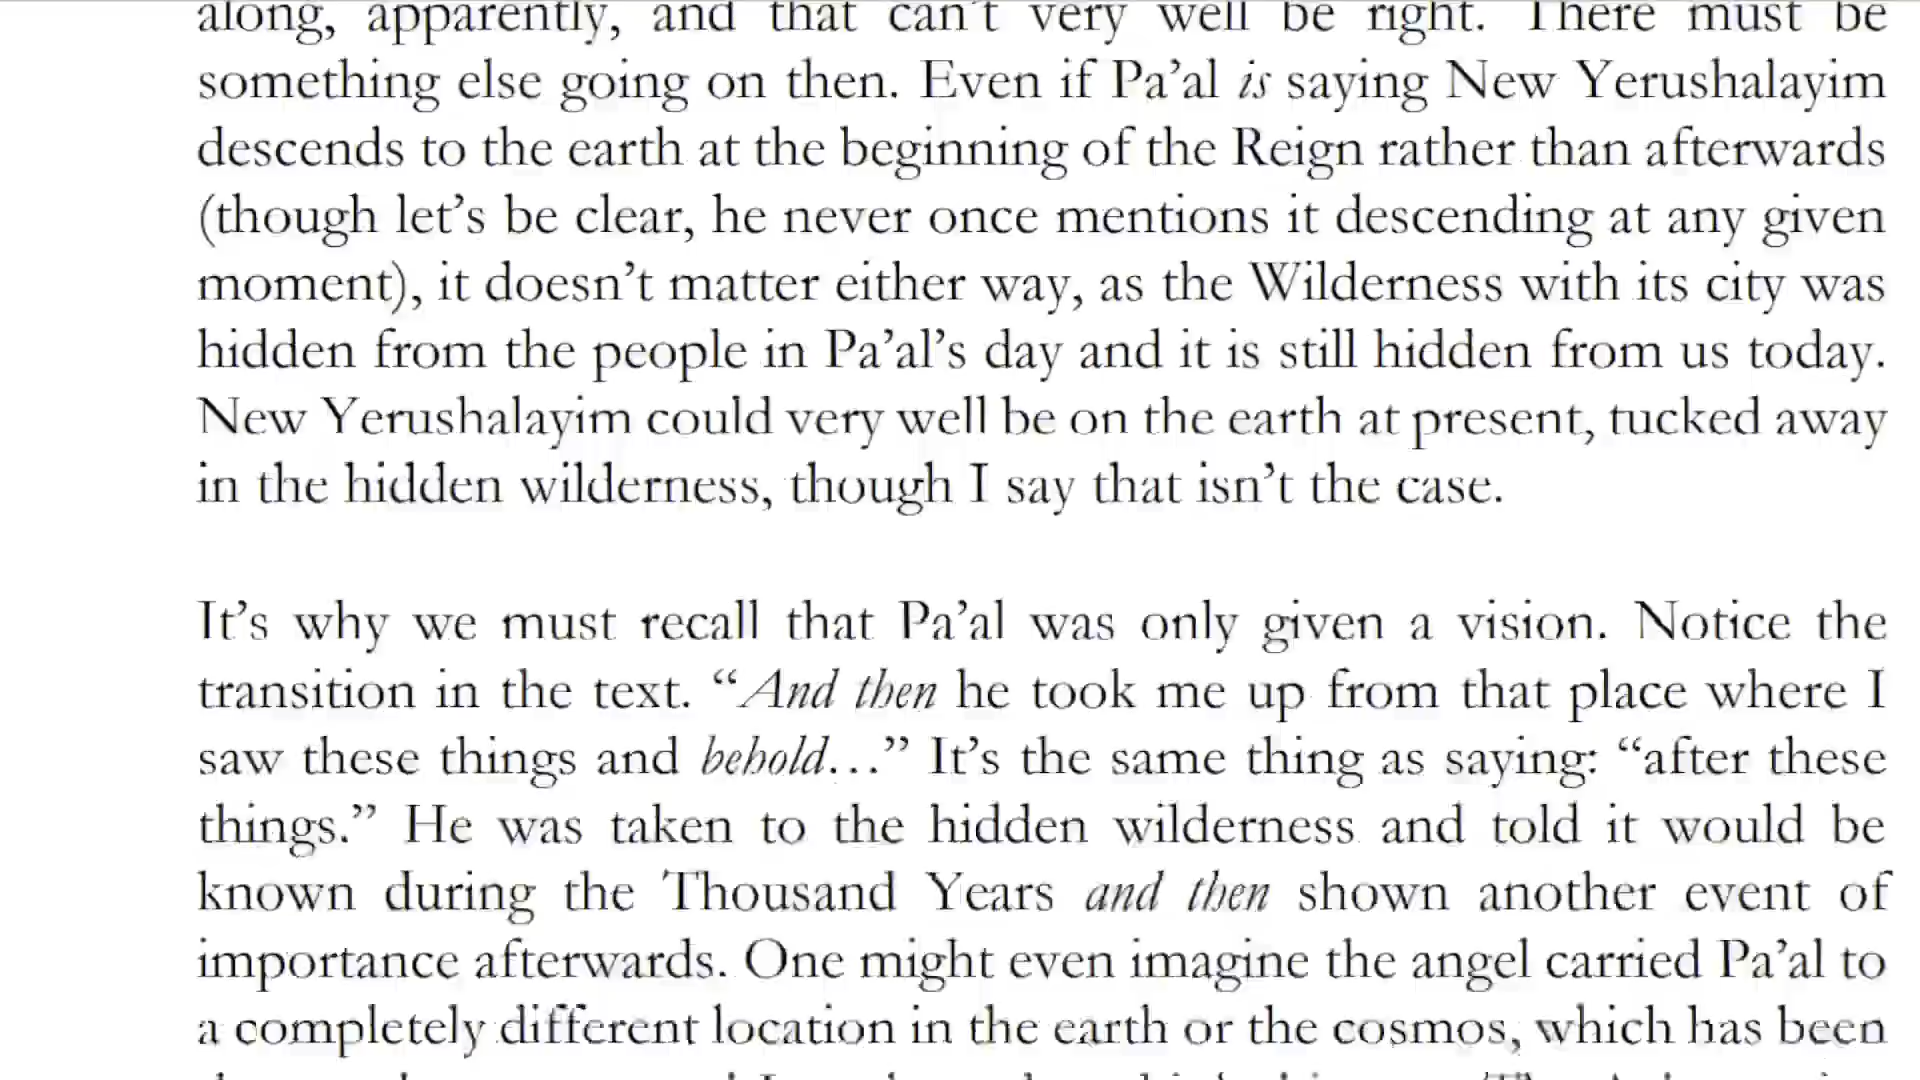 along, apparently, and that can't very well be right. There must be
something else going on then. Even if Pa’al is saying New Yerushalayim
descends to the earth at the beginning of the Reign rather than afterwards
(though let’s be clear, he never once mentions it descending at any given
moment), it doesn’t matter either way, as the Wilderness with its city was
hidden from the people in Pa’al’s day and it is still hidden from us today.
New Yerushalayim could very well be on the earth at present, tucked away
in the hidden wilderness, though I say that isn’t the case.
It’s why we must recall that Pa’al was only given a vision. Notice the
transition in the text. “And then he took me up from that place where I
saw these things and behold…” It’s the same thing as saying: “after these
things.” He was taken to the hidden wilderness and told it would be
known during the Thousand Years and then shown another event of
importance afterwards. One might even imagine the angel carried Pa’al to
a completely different location in the earth or the cosmos, which has been